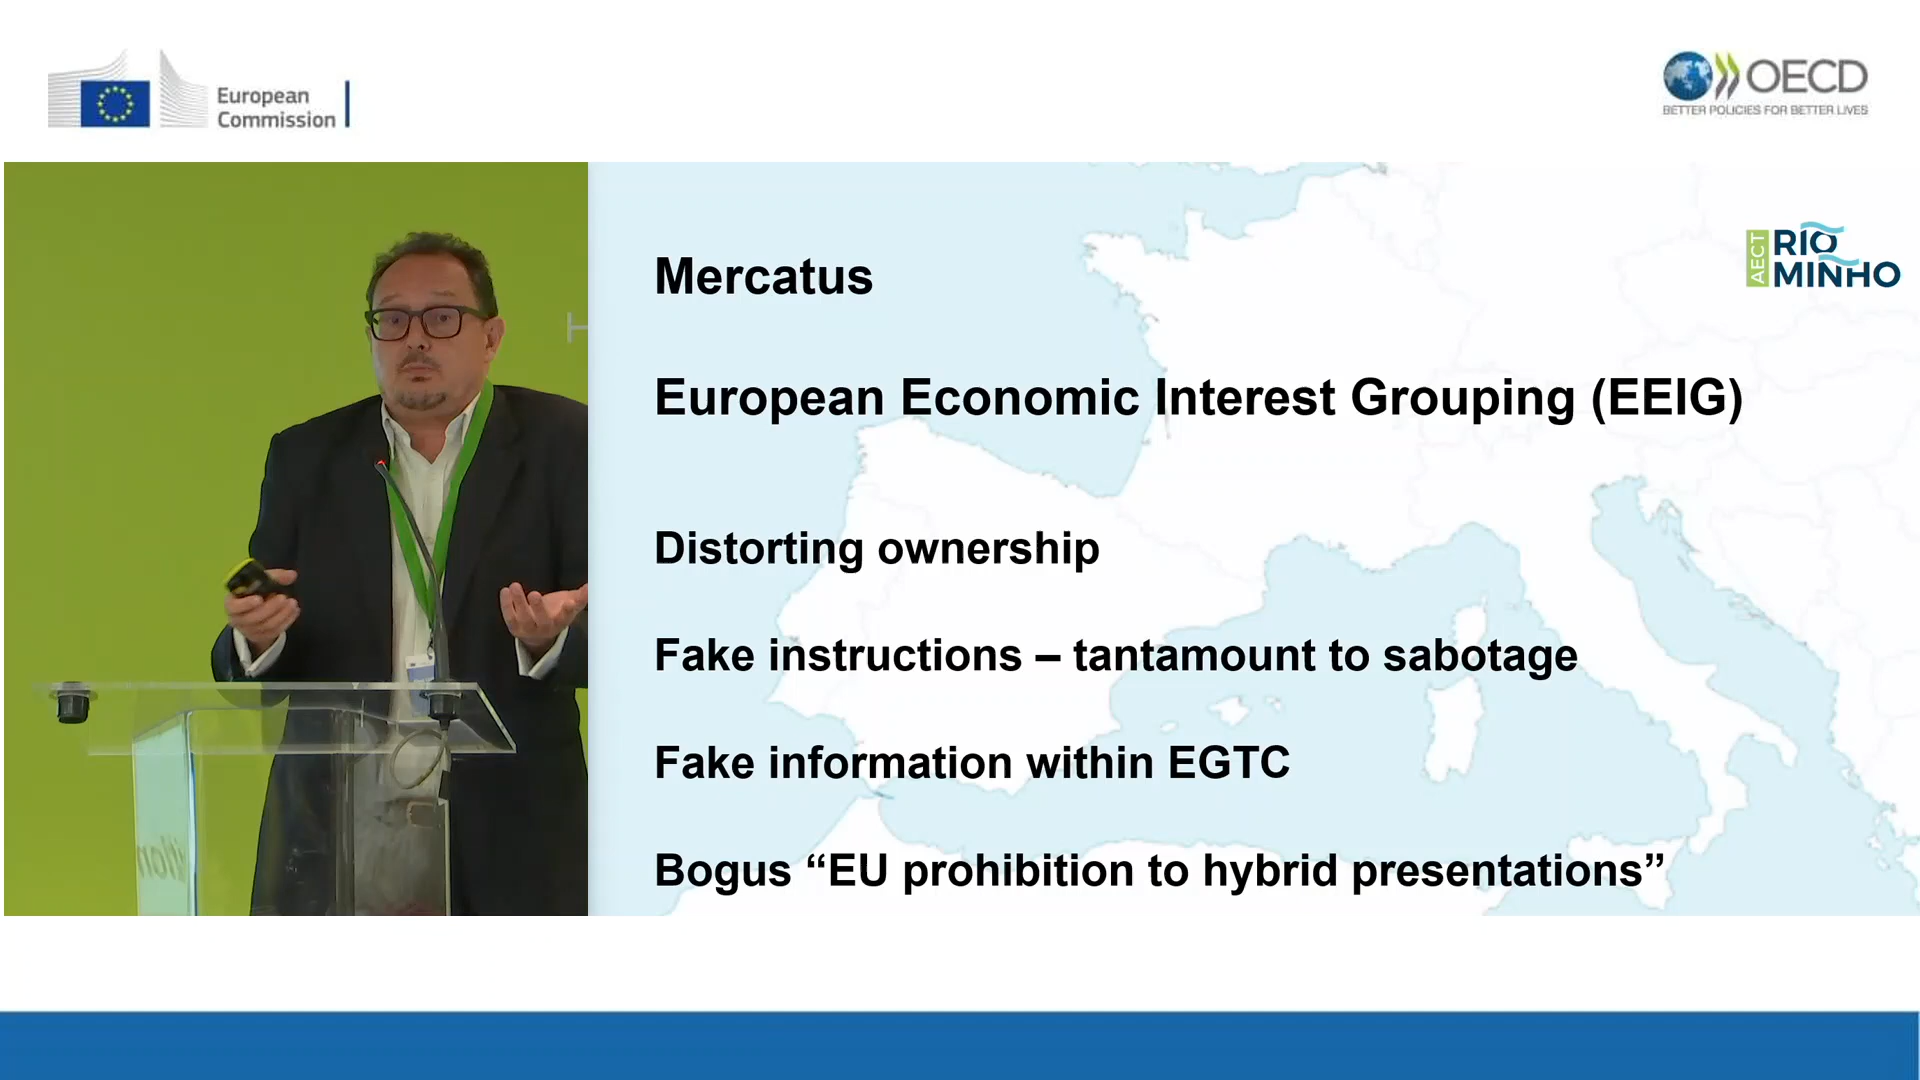 European
Commission
OECD
BETTER POLICIES FOR BETTER LIVES
AECT
RIO
MINHO
Mercatus
European Economic Interest Grouping (EEIG)
Distorting ownership
Fake instructions – tantamount to sabotage
Fake information within EGTC
Bogus “EU prohibition to hybrid presentations”